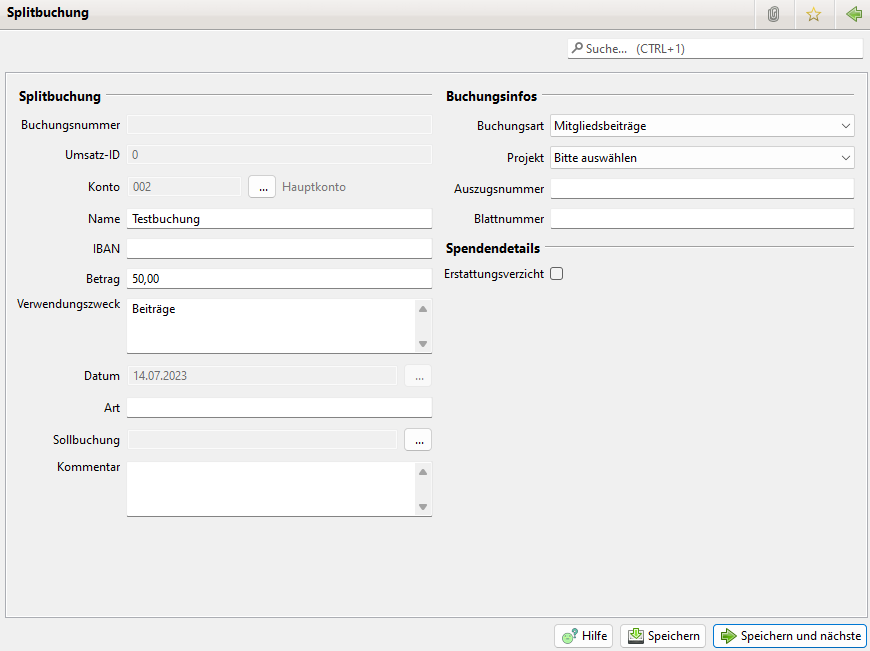 Splitbuchung
Suche... (CTRL+1)
Splitbuchung
Buchungsnummer
Umsatz-ID 0
Konto 002 ... Hauptkonto
Name Testbuchung
IBAN
Betrag 50,00
Verwendungszweck Beiträge
Datum 14.07.2023 ...
Art
Sollbuchung ...
Kommentar
Buchungsinfos
Buchungsart Mitgliedsbeiträge
Projekt Bitte auswählen
Auszugsnummer
Blattnummer
Spendendetails
Erstattungsverzicht
Hilfe Speichern Speichern und nächste